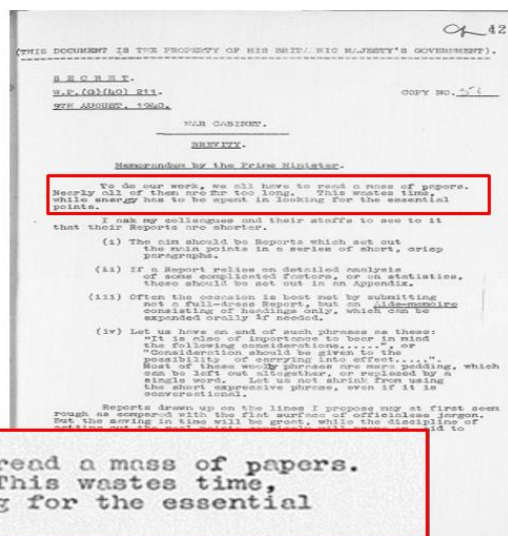 42
(THIS DOCUMENT IS THE PROPERTY OF HIS BRITANNIC MAJESTY'S GOVERNMENT).
SECRET.
W.P.(G)(40) 211.
COPY NO. 51
9TH AUGUST, 1940.
WAR CABINET.
BREVITY.
Memorandum by the Prime Minister.
To do our work, we all have to read a mass of papers.
Nearly all of them are far too long. This wastes time,
while energy has to be spent in looking for the essential
points.
I ask my colleagues and their staffs to see to it
that their Reports are shorter.
(i) The aim should be Reports which set out
the main points in a series of short, crisp
paragraphs.
(ii) If a Report relies on detailed analysis
of some complicated factors, or on statistics,
these should be set out in an Appendix.
(iii) Often the occasion is best met by submitting
not a full-dress Report, but an Aide-memoire
consisting of headings only, which can be
expanded orally if needed.
(iv) Let us have an end of such phrases as these:
"It is also of importance to bear in mind
the following considerations......", or
"Consideration should be given to the
possibility of carrying into effect.....".
Most of these woolly phrases are mere padding, which
can be left out altogether, or replaced by a
single word. Let us not shrink from using
the short expressive phrase, even if it is
conversational.
Reports drawn up on the lines I propose may at first seem
rough as compared with the flat surface of officialese jargon.
But the saving in time will be great, while the discipline of
to
read a mass of papers.
This wastes time,
g for the essential